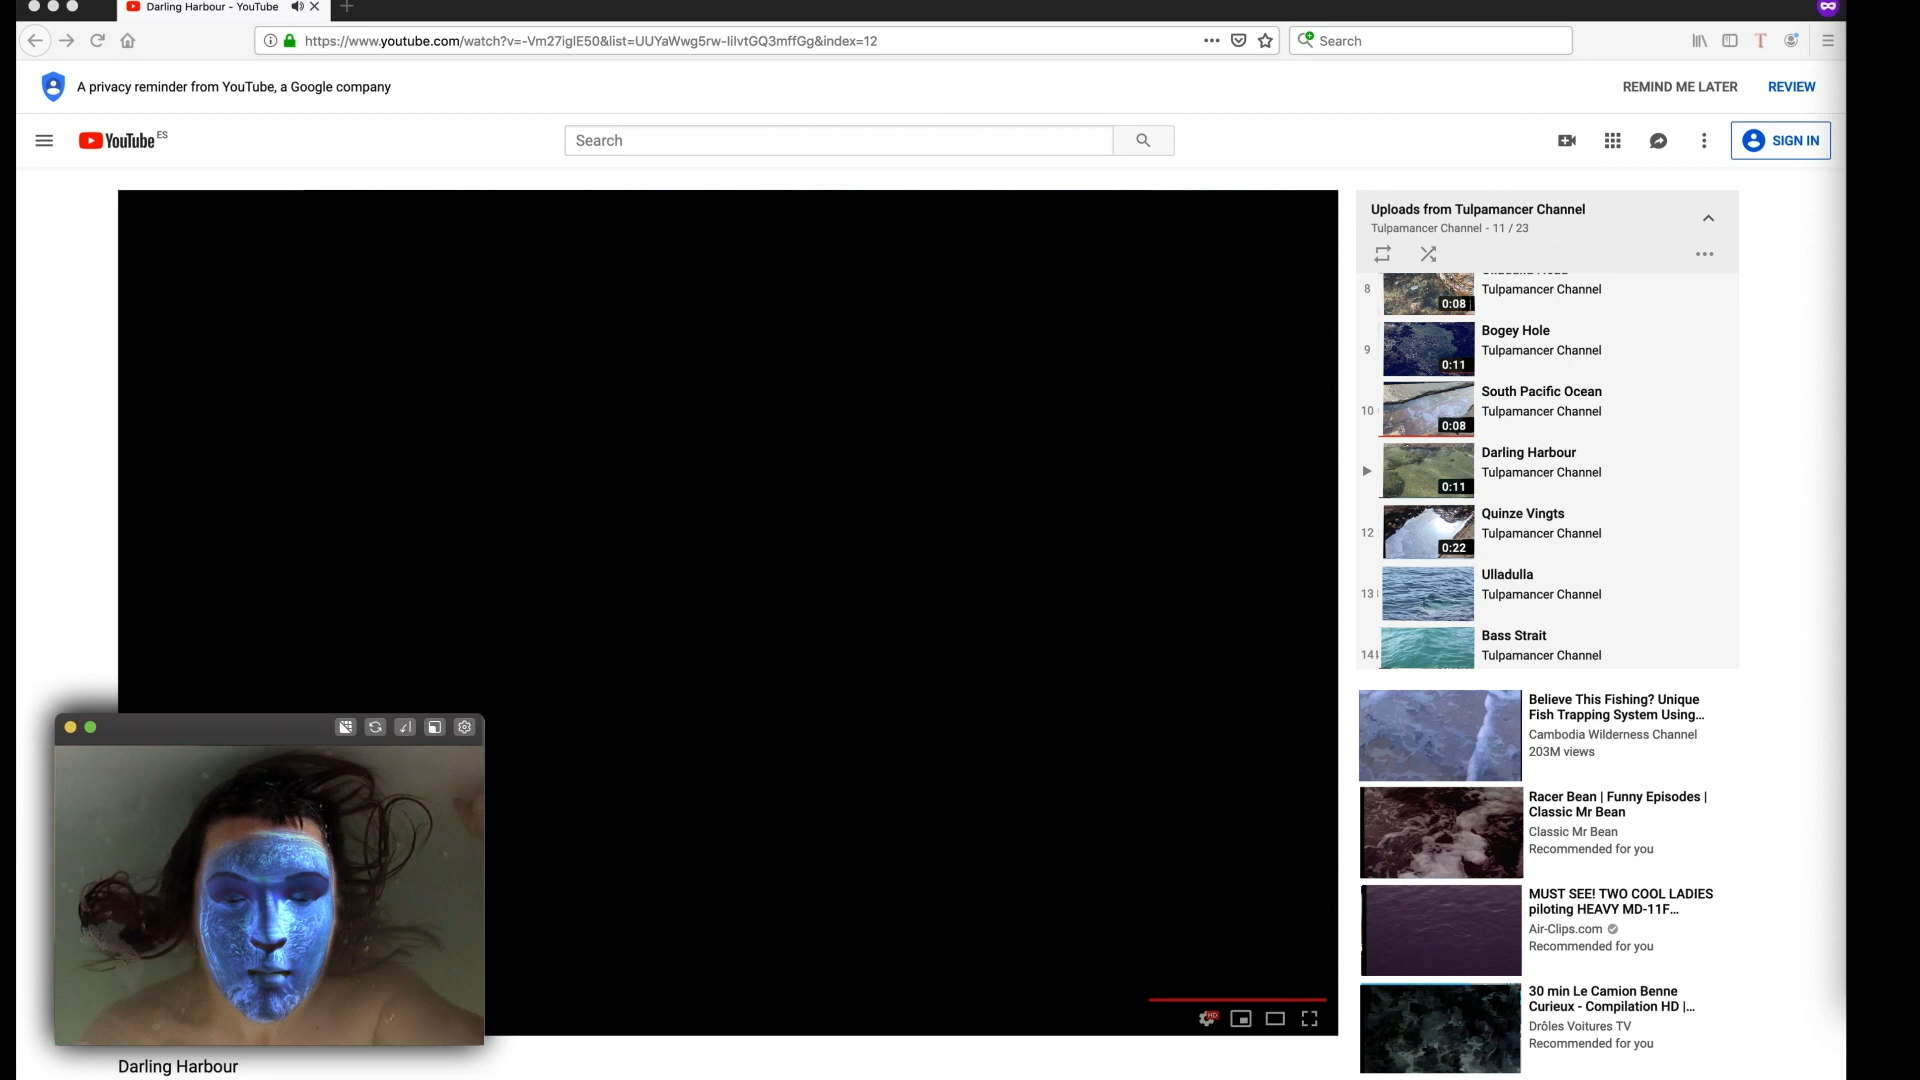 Darling Harbour - YouTube
https://www.youtube.com/watch?v=-Vm27iglE50&list=UUYaWwg5rw-IiIvtGQ3mffGg&index=12
Search
A privacy reminder from YouTube, a Google company
REMIND ME LATER
REVIEW
YouTube ES
Search
SIGN IN
Uploads from Tulpamancer Channel
Tulpamancer Channel - 11 / 23
8
0:08
Tulpamancer Channel
9
0:11
Bogey Hole
Tulpamancer Channel
10
0:08
South Pacific Ocean
Tulpamancer Channel
0:11
Darling Harbour
Tulpamancer Channel
12
0:22
Quinze Vingts
Tulpamancer Channel
13
Ulladulla
Tulpamancer Channel
14
Bass Strait
Tulpamancer Channel
Believe This Fishing? Unique
Fish Trapping System Using...
Cambodia Wilderness Channel
203M views
Racer Bean | Funny Episodes |
Classic Mr Bean
Classic Mr Bean
Recommended for you
MUST SEE! TWO COOL LADIES
piloting HEAVY MD-11F...
Air-Clips.com
Recommended for you
30 min Le Camion Benne
Curieux - Compilation HD |...
Drôles Voitures TV
Recommended for you
HD
Darling Harbour